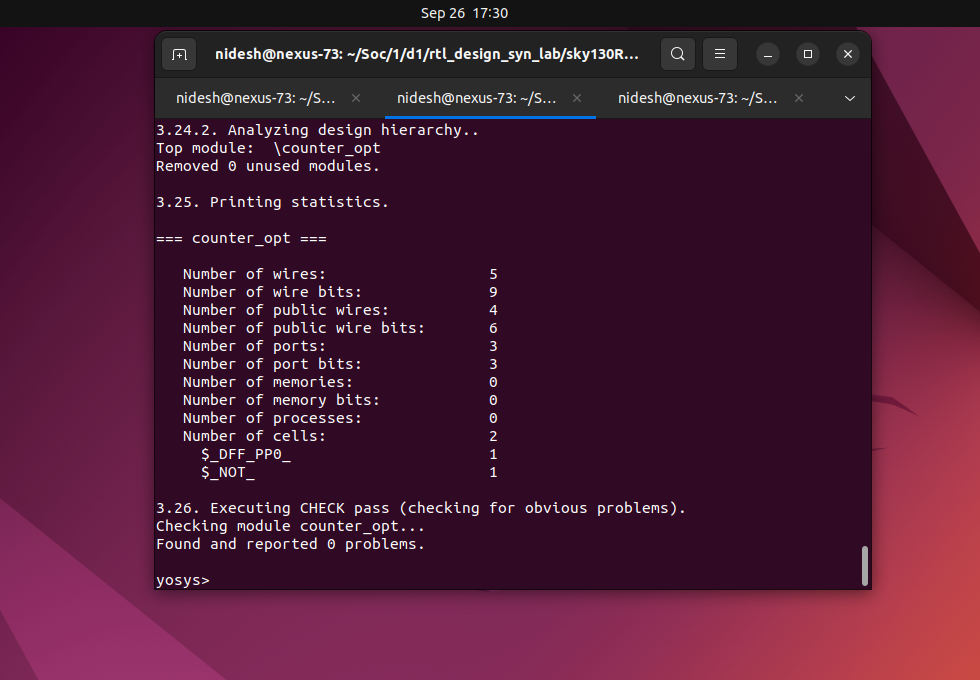 Sep 26 17:30
nidesh@nexus-73: ~/Soc/1/d1/rtl_design_syn_lab/sky130R...
nidesh@nexus-73: ~/S... nidesh@nexus-73: ~/S... nidesh@nexus-73: ~/S...
3.24.2. Analyzing design hierarchy..
Top module:  \counter_opt
Removed 0 unused modules.
3.25. Printing statistics.
=== counter_opt ===
Number of wires: 5
Number of wire bits: 9
Number of public wires: 4
Number of public wire bits: 6
Number of ports: 3
Number of port bits: 3
Number of memories: 0
Number of memory bits: 0
Number of processes: 0
Number of cells: 2
$_DFF_PP0_ 1
$_NOT_ 1
3.26. Executing CHECK pass (checking for obvious problems).
Checking module counter_opt...
Found and reported 0 problems.
yosys>